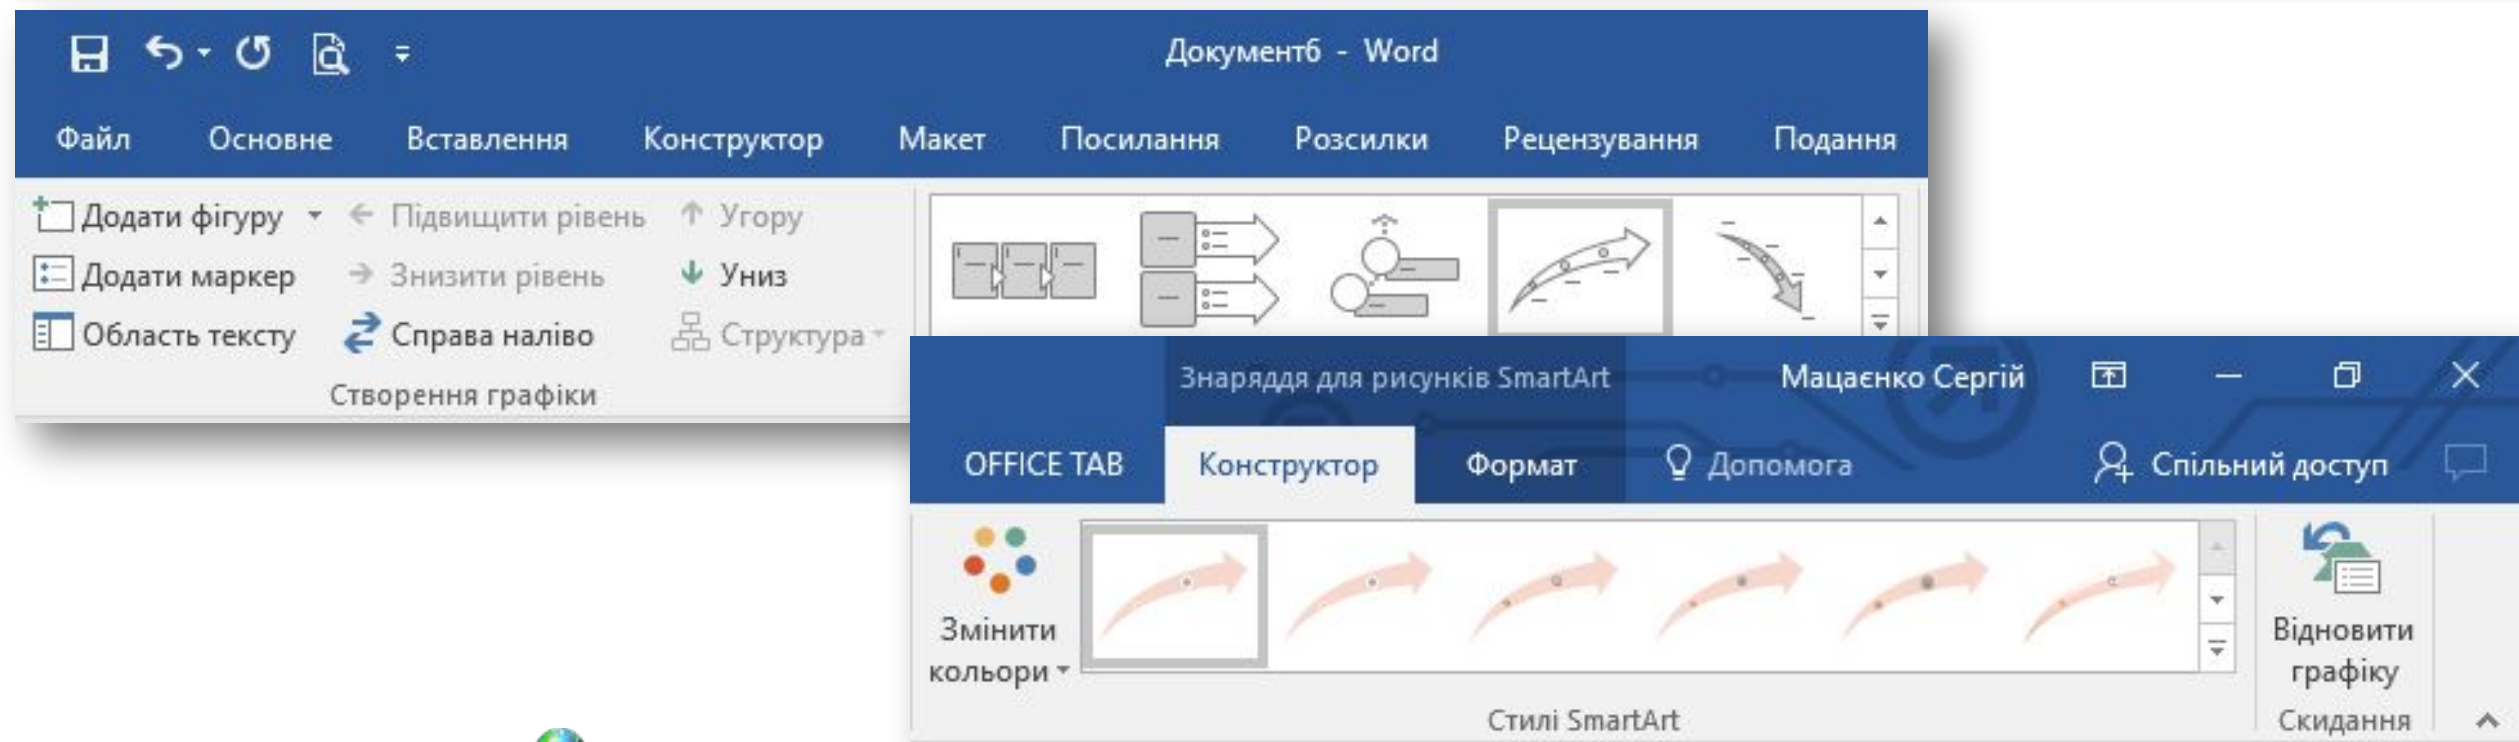 Документ6 - Word
Файл Основне Вставлення Конструктор Макет Посилання Розсилки Рецензування Подання
Додати фігуру Підвищити рівень Угору
Додати маркер Знизити рівень Униз
Область тексту Справа наліво Структура
Створення графіки
Знаряддя для рисунків SmartArt Мацаєнко Сергій
OFFICE TAB Конструктор Формат Допомога Спільний доступ
Змінити
кольори
Відновити
графіку
Стилі SmartArt Скидання